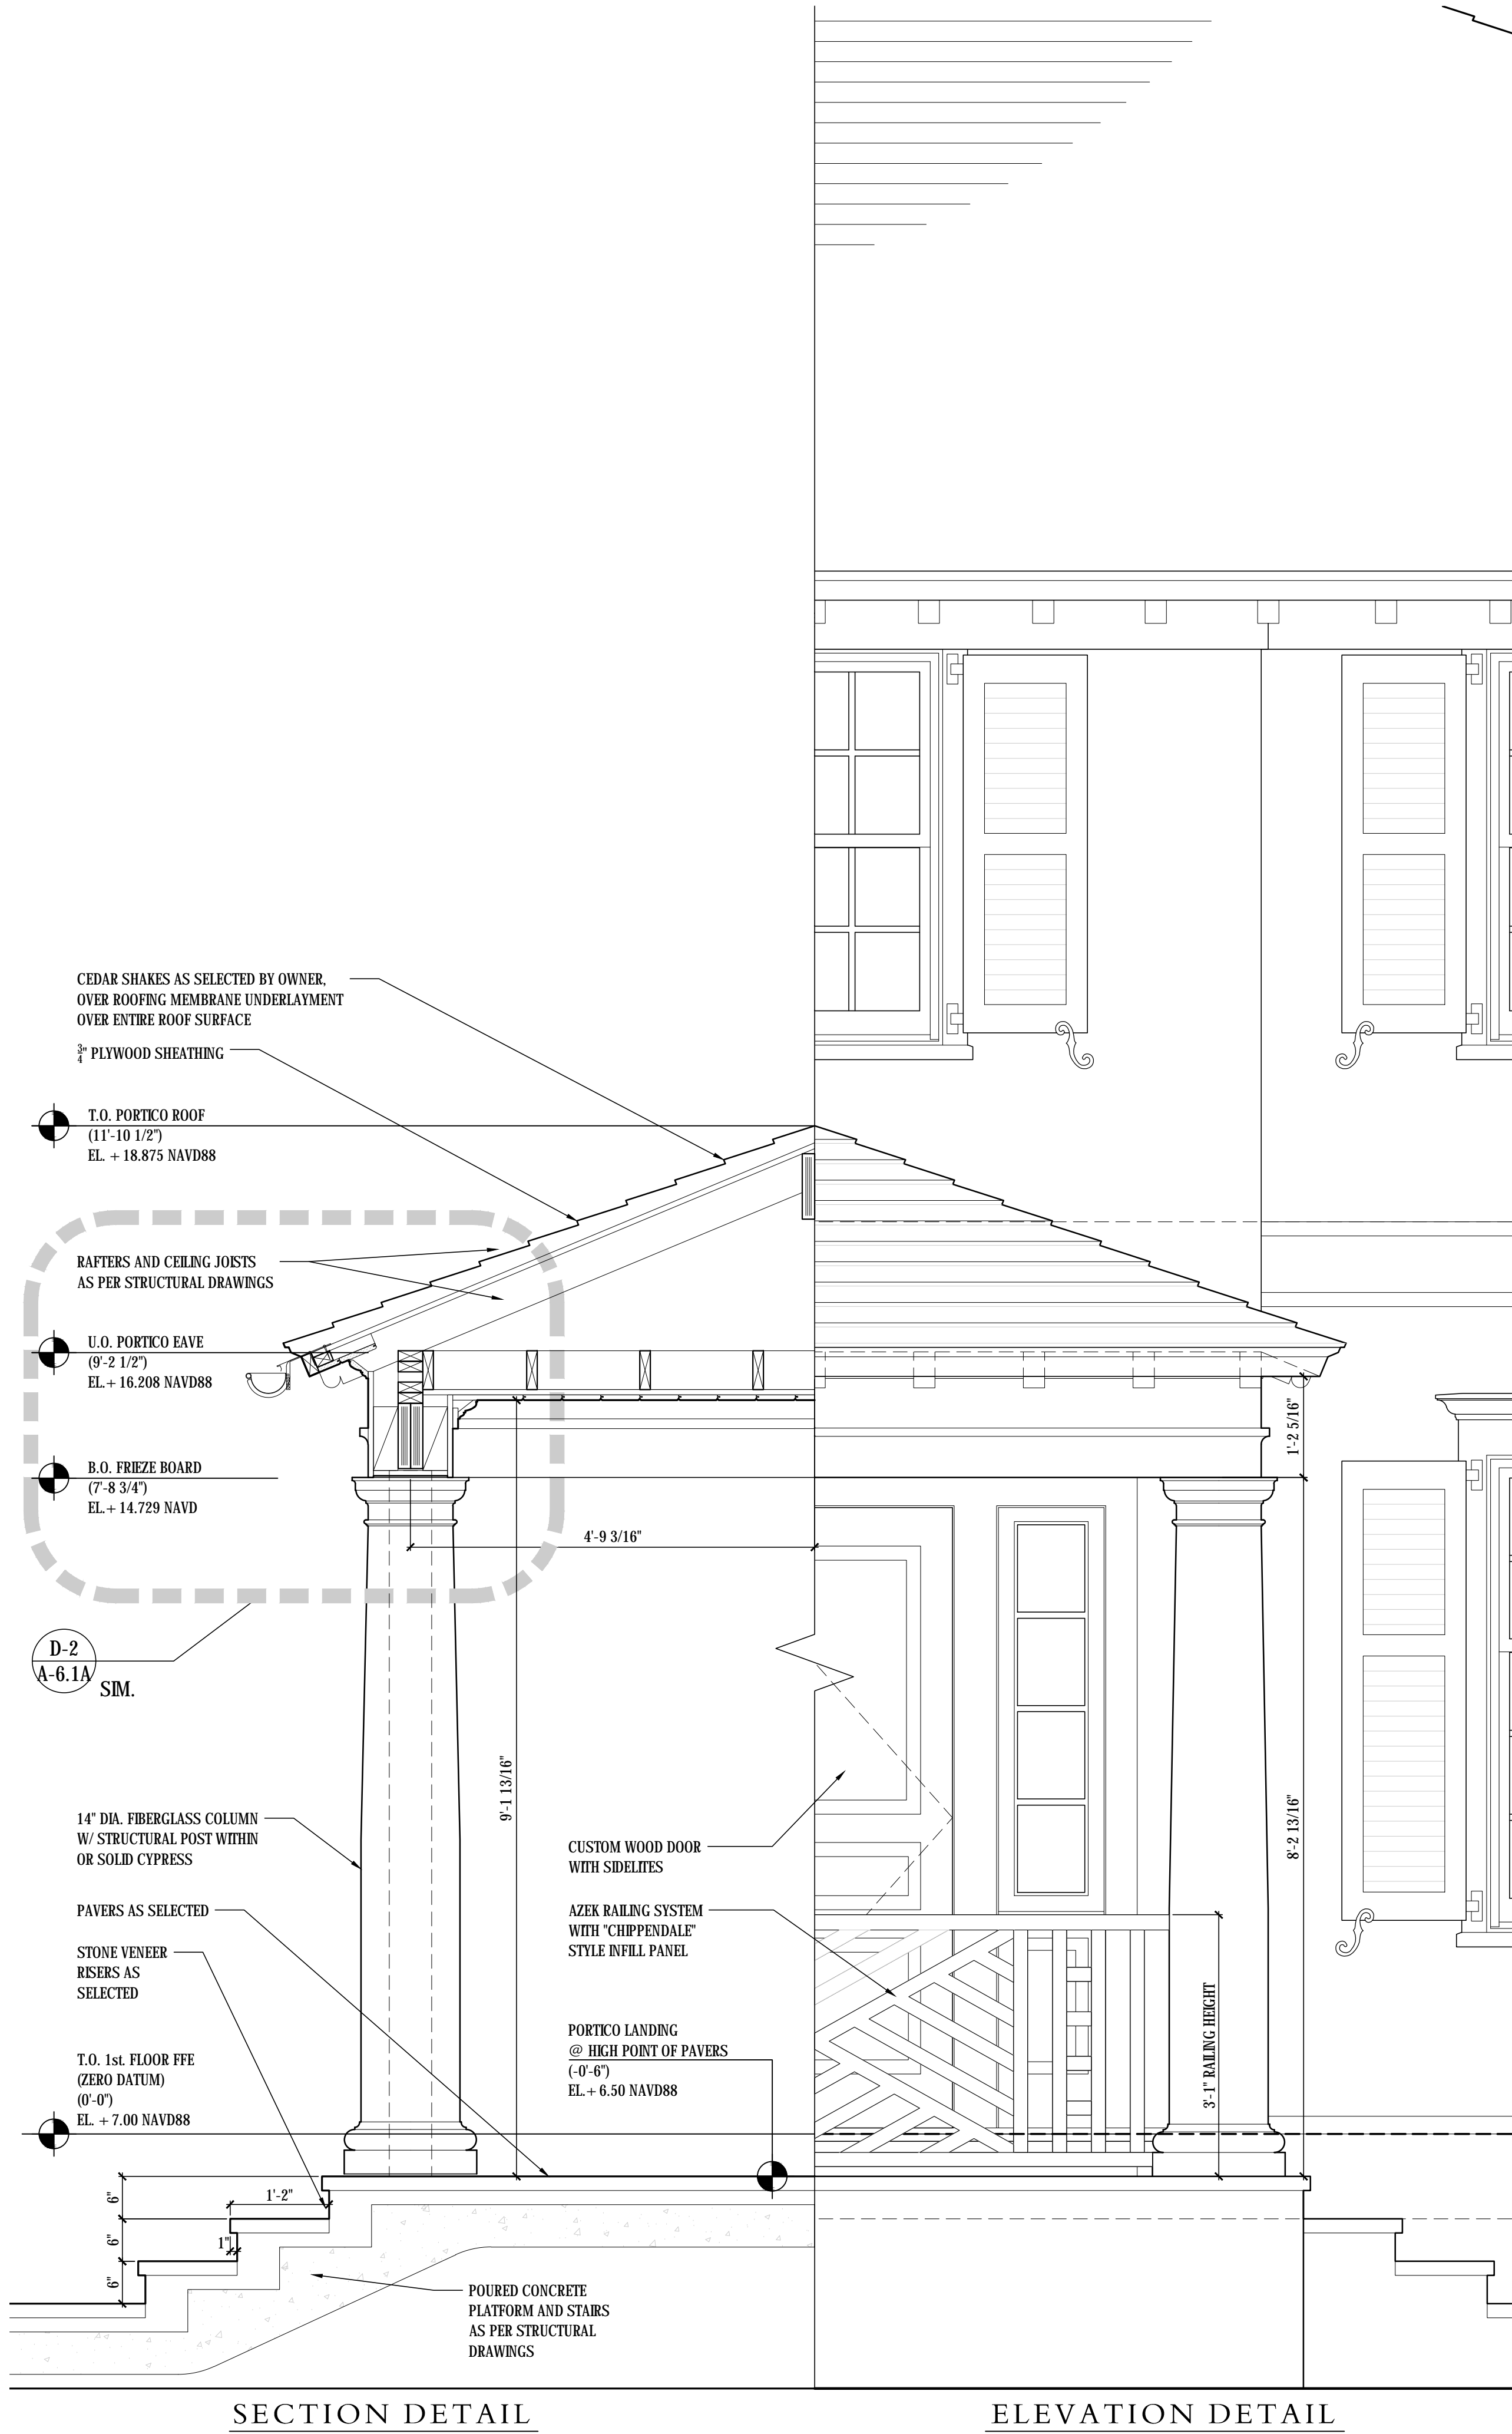 CEDAR SHAKES AS SELECTED BY OWNER,
OVER ROOFING MEMBRANE UNDERLAYMENT
OVER ENTIRE ROOF SURFACE
3/4" PLYWOOD SHEATHING
T.O. PORTICO ROOF
(11'-10 1/2")
EL. + 18.875 NAVD88
RAFTERS AND CEILING JOISTS
AS PER STRUCTURAL DRAWINGS
U.O. PORTICO EAVE
(9'-2 1/2")
EL.+ 16.208 NAVD88
B.O. FRIEZE BOARD
(7'-8 3/4")
EL.+ 14.729 NAVD
1'-2 5/16"
4'-9 3/16"
D-2
A-6.1A
SIM.
9'-1 13/16"
8'-2 13/16"
14" DIA. FIBERGLASS COLUMN
W/ STRUCTURAL POST WITHIN
OR SOLID CYPRESS
CUSTOM WOOD DOOR
WITH SIDELITES
PAVERS AS SELECTED
AZEK RAILING SYSTEM
WITH "CHIPPENDALE"
STYLE INFILL PANEL
STONE VENEER
RISERS AS
SELECTED
3'-1" RAILING HEIGHT
PORTICO LANDING
@ HIGH POINT OF PAVERS
(-0'-6")
EL.+ 6.50 NAVD88
T.O. 1st. FLOOR FFE
(ZERO DATUM)
(0'-0")
EL. + 7.00 NAVD88
6"
1'-2"
6"
1"
6"
POURED CONCRETE
PLATFORM AND STAIRS
AS PER STRUCTURAL
DRAWINGS
SECTION DETAIL
ELEVATION DETAIL